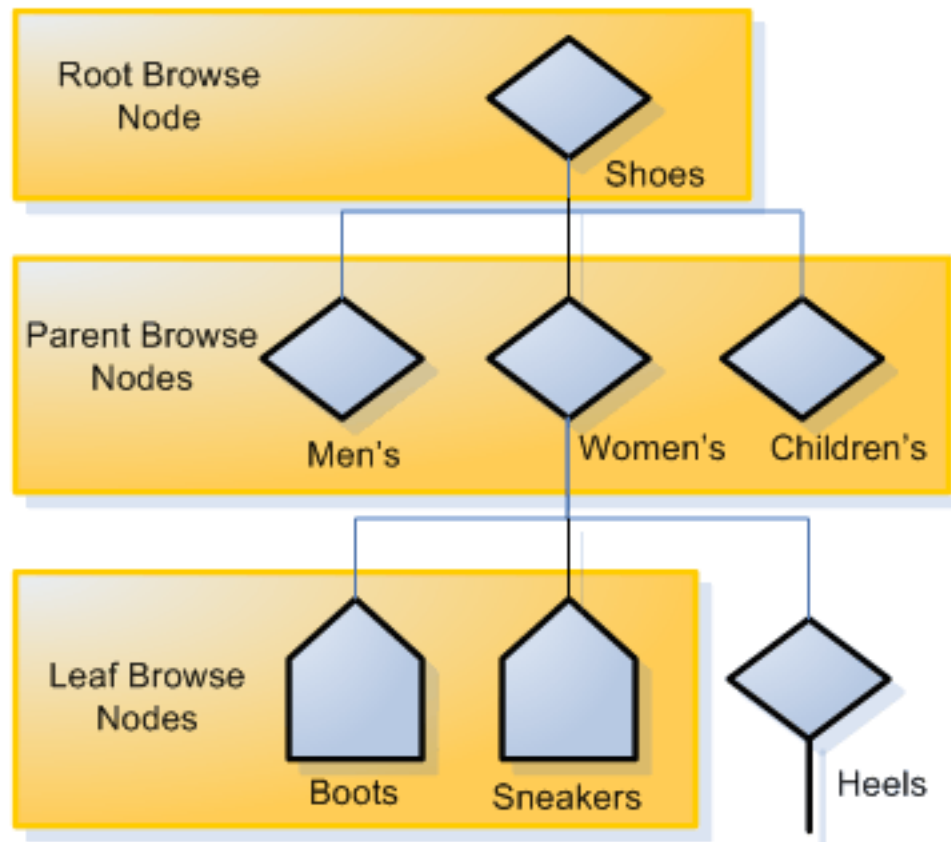 Root Browse
Node
Shoes
Parent Browse
Nodes
Men's
Women's
Children's
Leaf Browse
Nodes
Boots
Sneakers
Heels